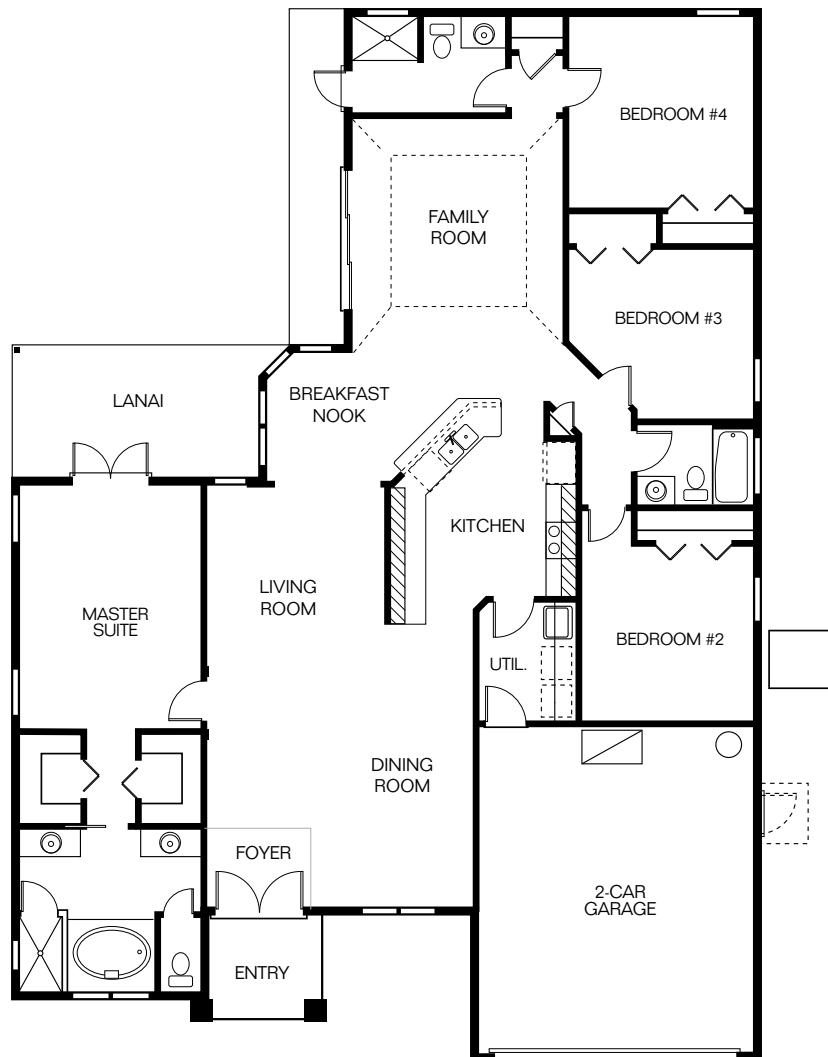 BEDROOM #4
FAMILY
ROOM
BEDROOM #3
LANAI
BREAKFAST
NOOK
KITCHEN
LIVING
ROOM
MASTER
SUITE
BEDROOM #2
UTIL.
DINING
ROOM
FOYER
2-CAR
GARAGE
ENTRY